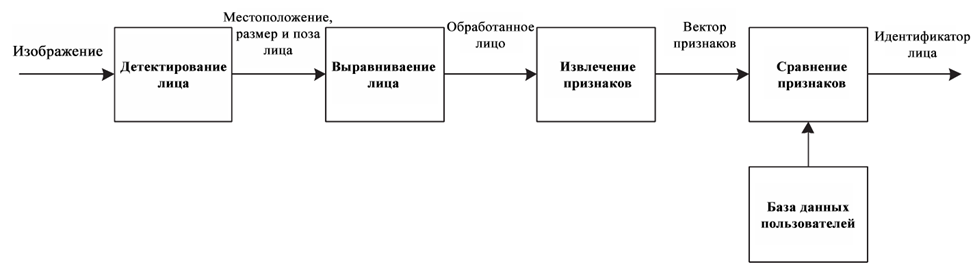 Изображение
Детектирование
лица
Местоположение,
размер и поза
лица
Выравниваение
лица
Обработанное
лицо
Извлечение
признаков
Вектор
признаков
Сравнение
признаков
Идентификатор
лица
База данных
пользователей